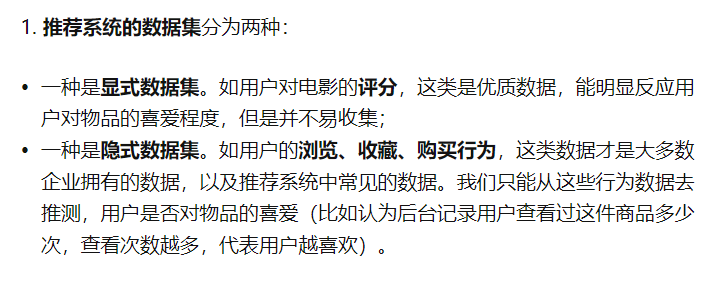 1. 推荐系统的数据集分为两种：
• 一种是显式数据集。如用户对电影的评分，这类是优质数据，能明显反应用
户对物品的喜爱程度，但是并不易收集；
• 一种是隐式数据集。如用户的浏览、收藏、购买行为，这类数据才是大多数
企业拥有的数据，以及推荐系统中常见的数据。我们只能从这些行为数据去
推测，用户是否对物品的喜爱（比如认为后台记录用户查看过这件商品多少
次，查看次数越多，代表用户越喜欢）。